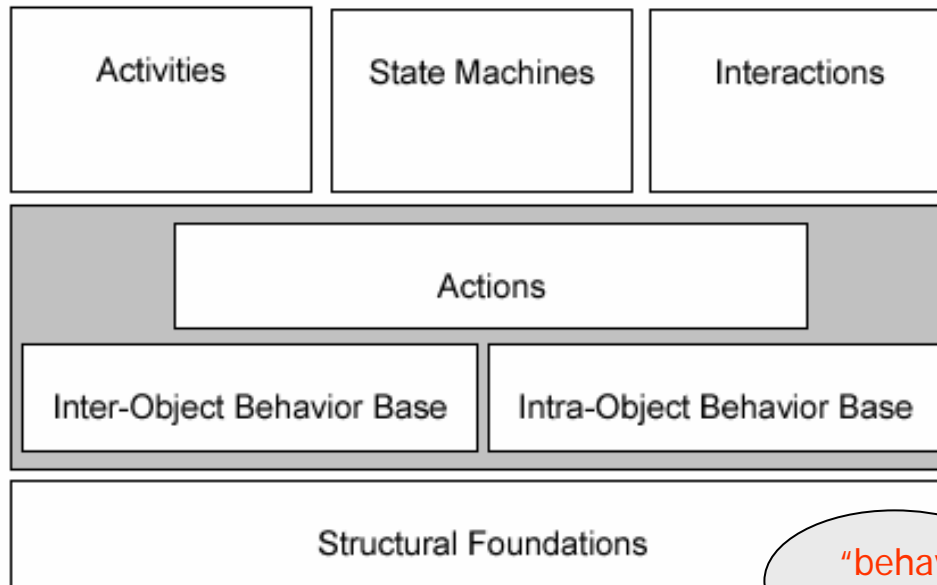 Activities
State Machines
Interactions
Actions
Inter-Object Behavior Base
Intra-Object Behavior Base
Structural Foundations